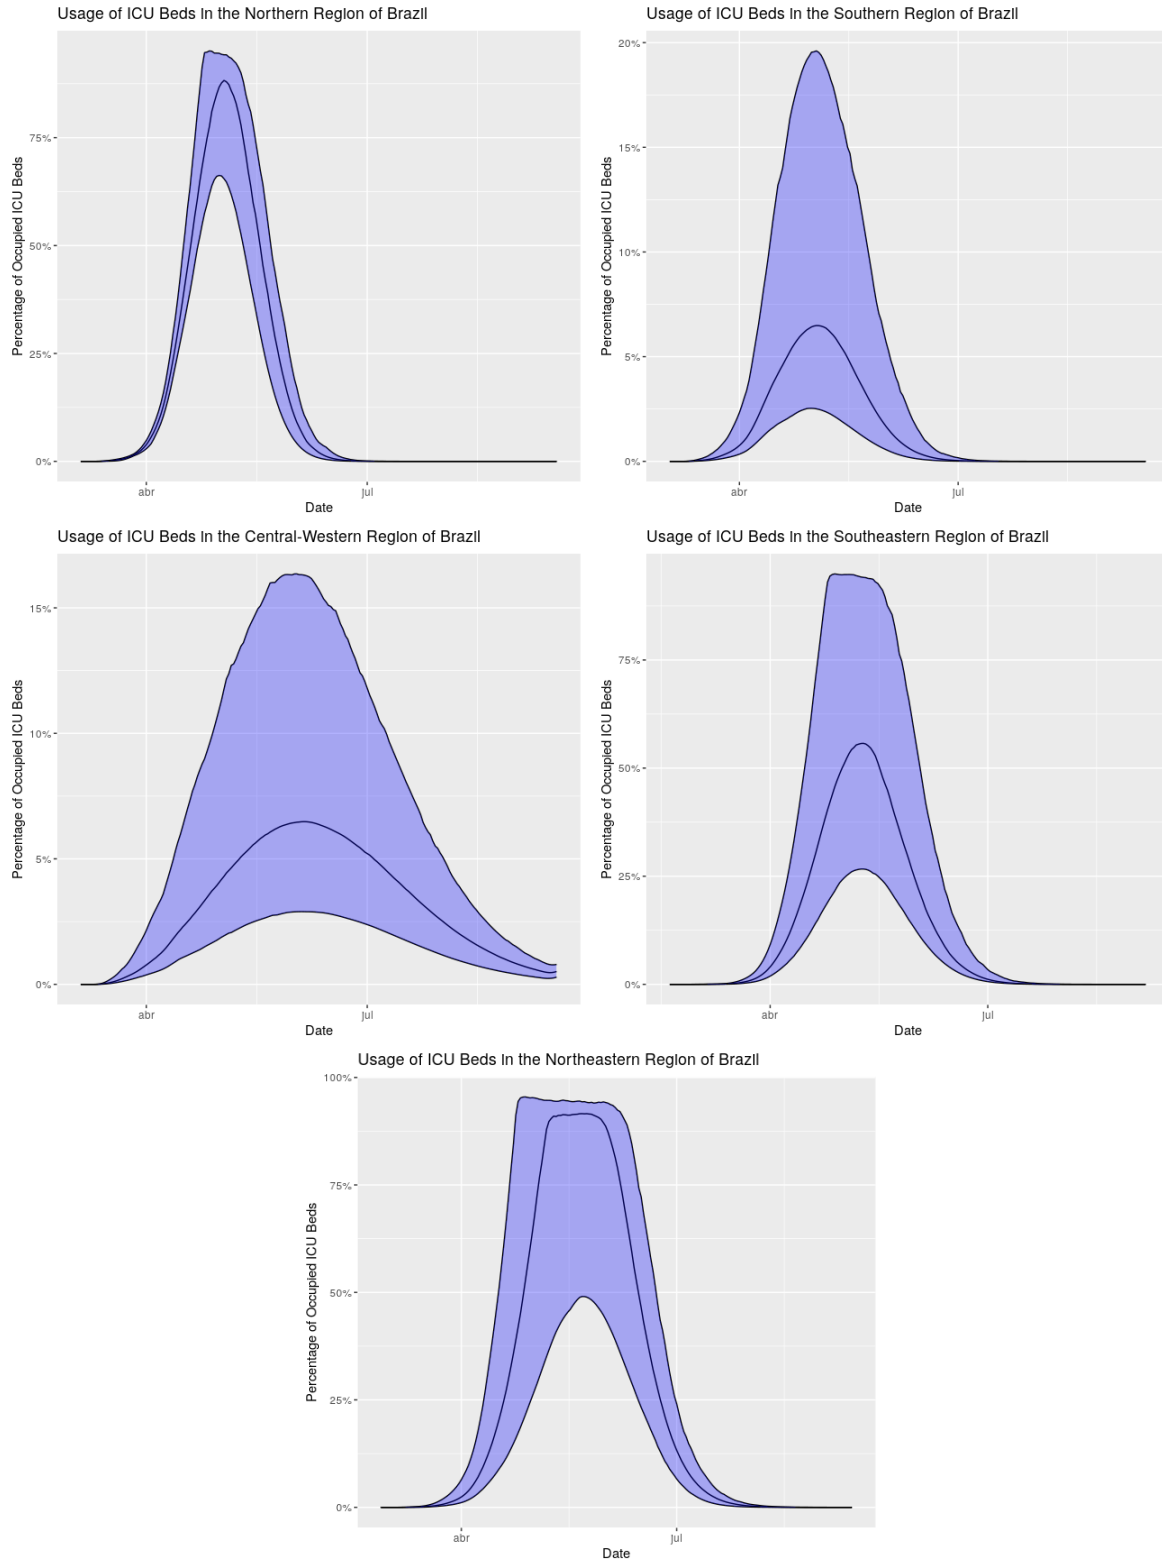 Usage of ICU Beds in the Northern Region of Brazil
Percentage of Occupied ICU Beds
75%
50%
25%
0%
abr
jul
Date
Usage of ICU Beds in the Southern Region of Brazil
Percentage of Occupied ICU Beds
20%
15%
10%
5%
0%
abr
jul
Date
Usage of ICU Beds in the Central-Western Region of Brazil
Percentage of Occupied ICU Beds
15%
10%
5%
0%
abr
jul
Date
Usage of ICU Beds in the Southeastern Region of Brazil
Percentage of Occupied ICU Beds
75%
50%
25%
0%
abr
jul
Date
Usage of ICU Beds in the Northeastern Region of Brazil
Percentage of Occupied ICU Beds
100%
75%
50%
25%
0%
abr
jul
Date